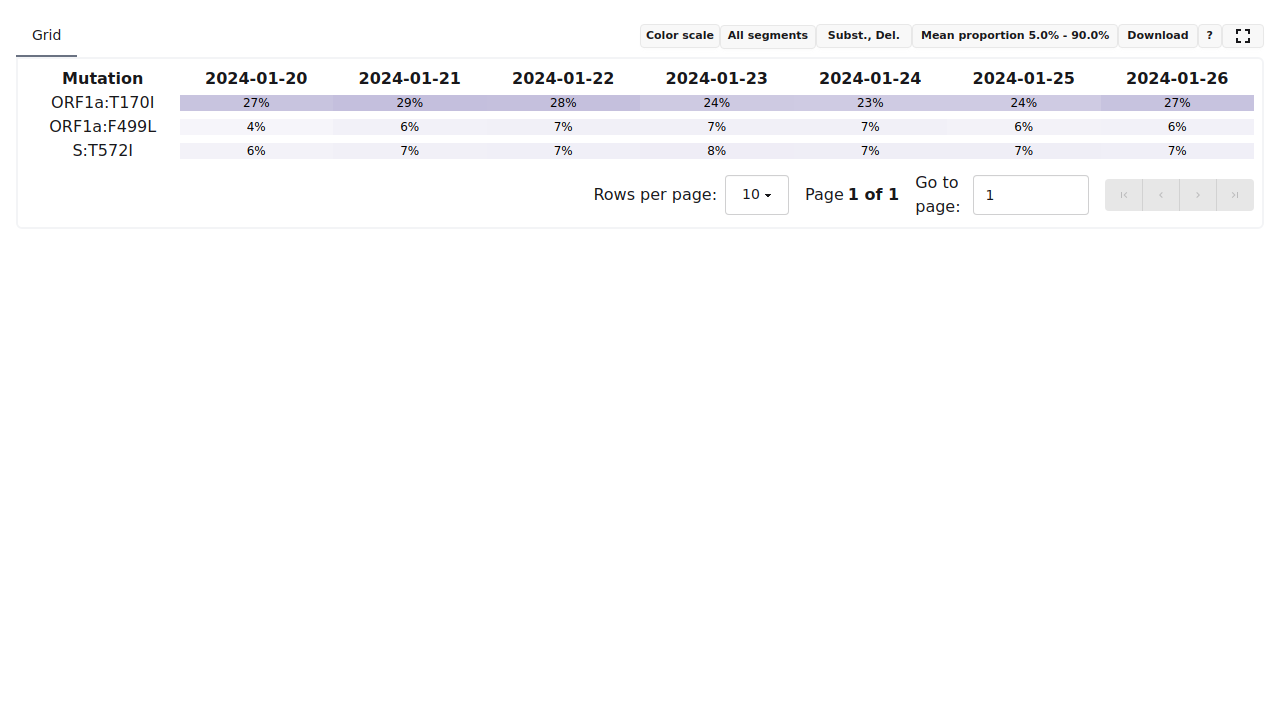 Grid
Color scale All segments Subst., Del. Mean proportion 5.0% - 90.0% Download ?
Mutation 2024-01-20 2024-01-21 2024-01-22 2024-01-23 2024-01-24 2024-01-25 2024-01-26
ORF1a:T170I 27% 29% 28% 24% 23% 24% 27%
ORF1a:F499L 4% 6% 7% 7% 7% 6% 6%
S:T572I 6% 7% 7% 8% 7% 7% 7%
Rows per page: 10 Page 1 of 1 Go to page: 1